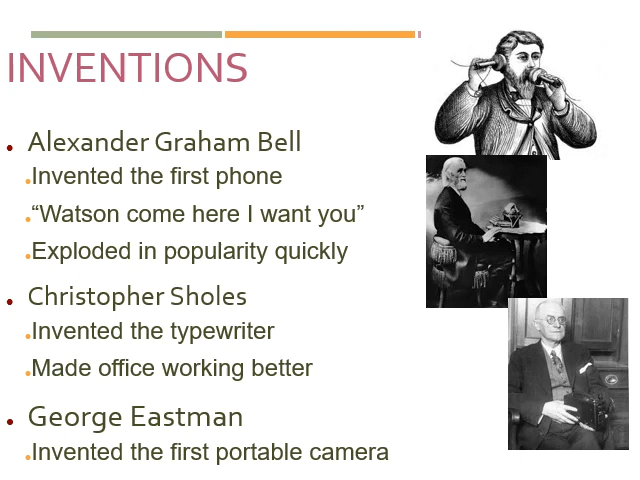 INVENTIONS
Alexander Graham Bell
Invented the first phone
“Watson come here I want you”
Exploded in popularity quickly
Christopher Sholes
Invented the typewriter
Made office working better
George Eastman
Invented the first portable camera